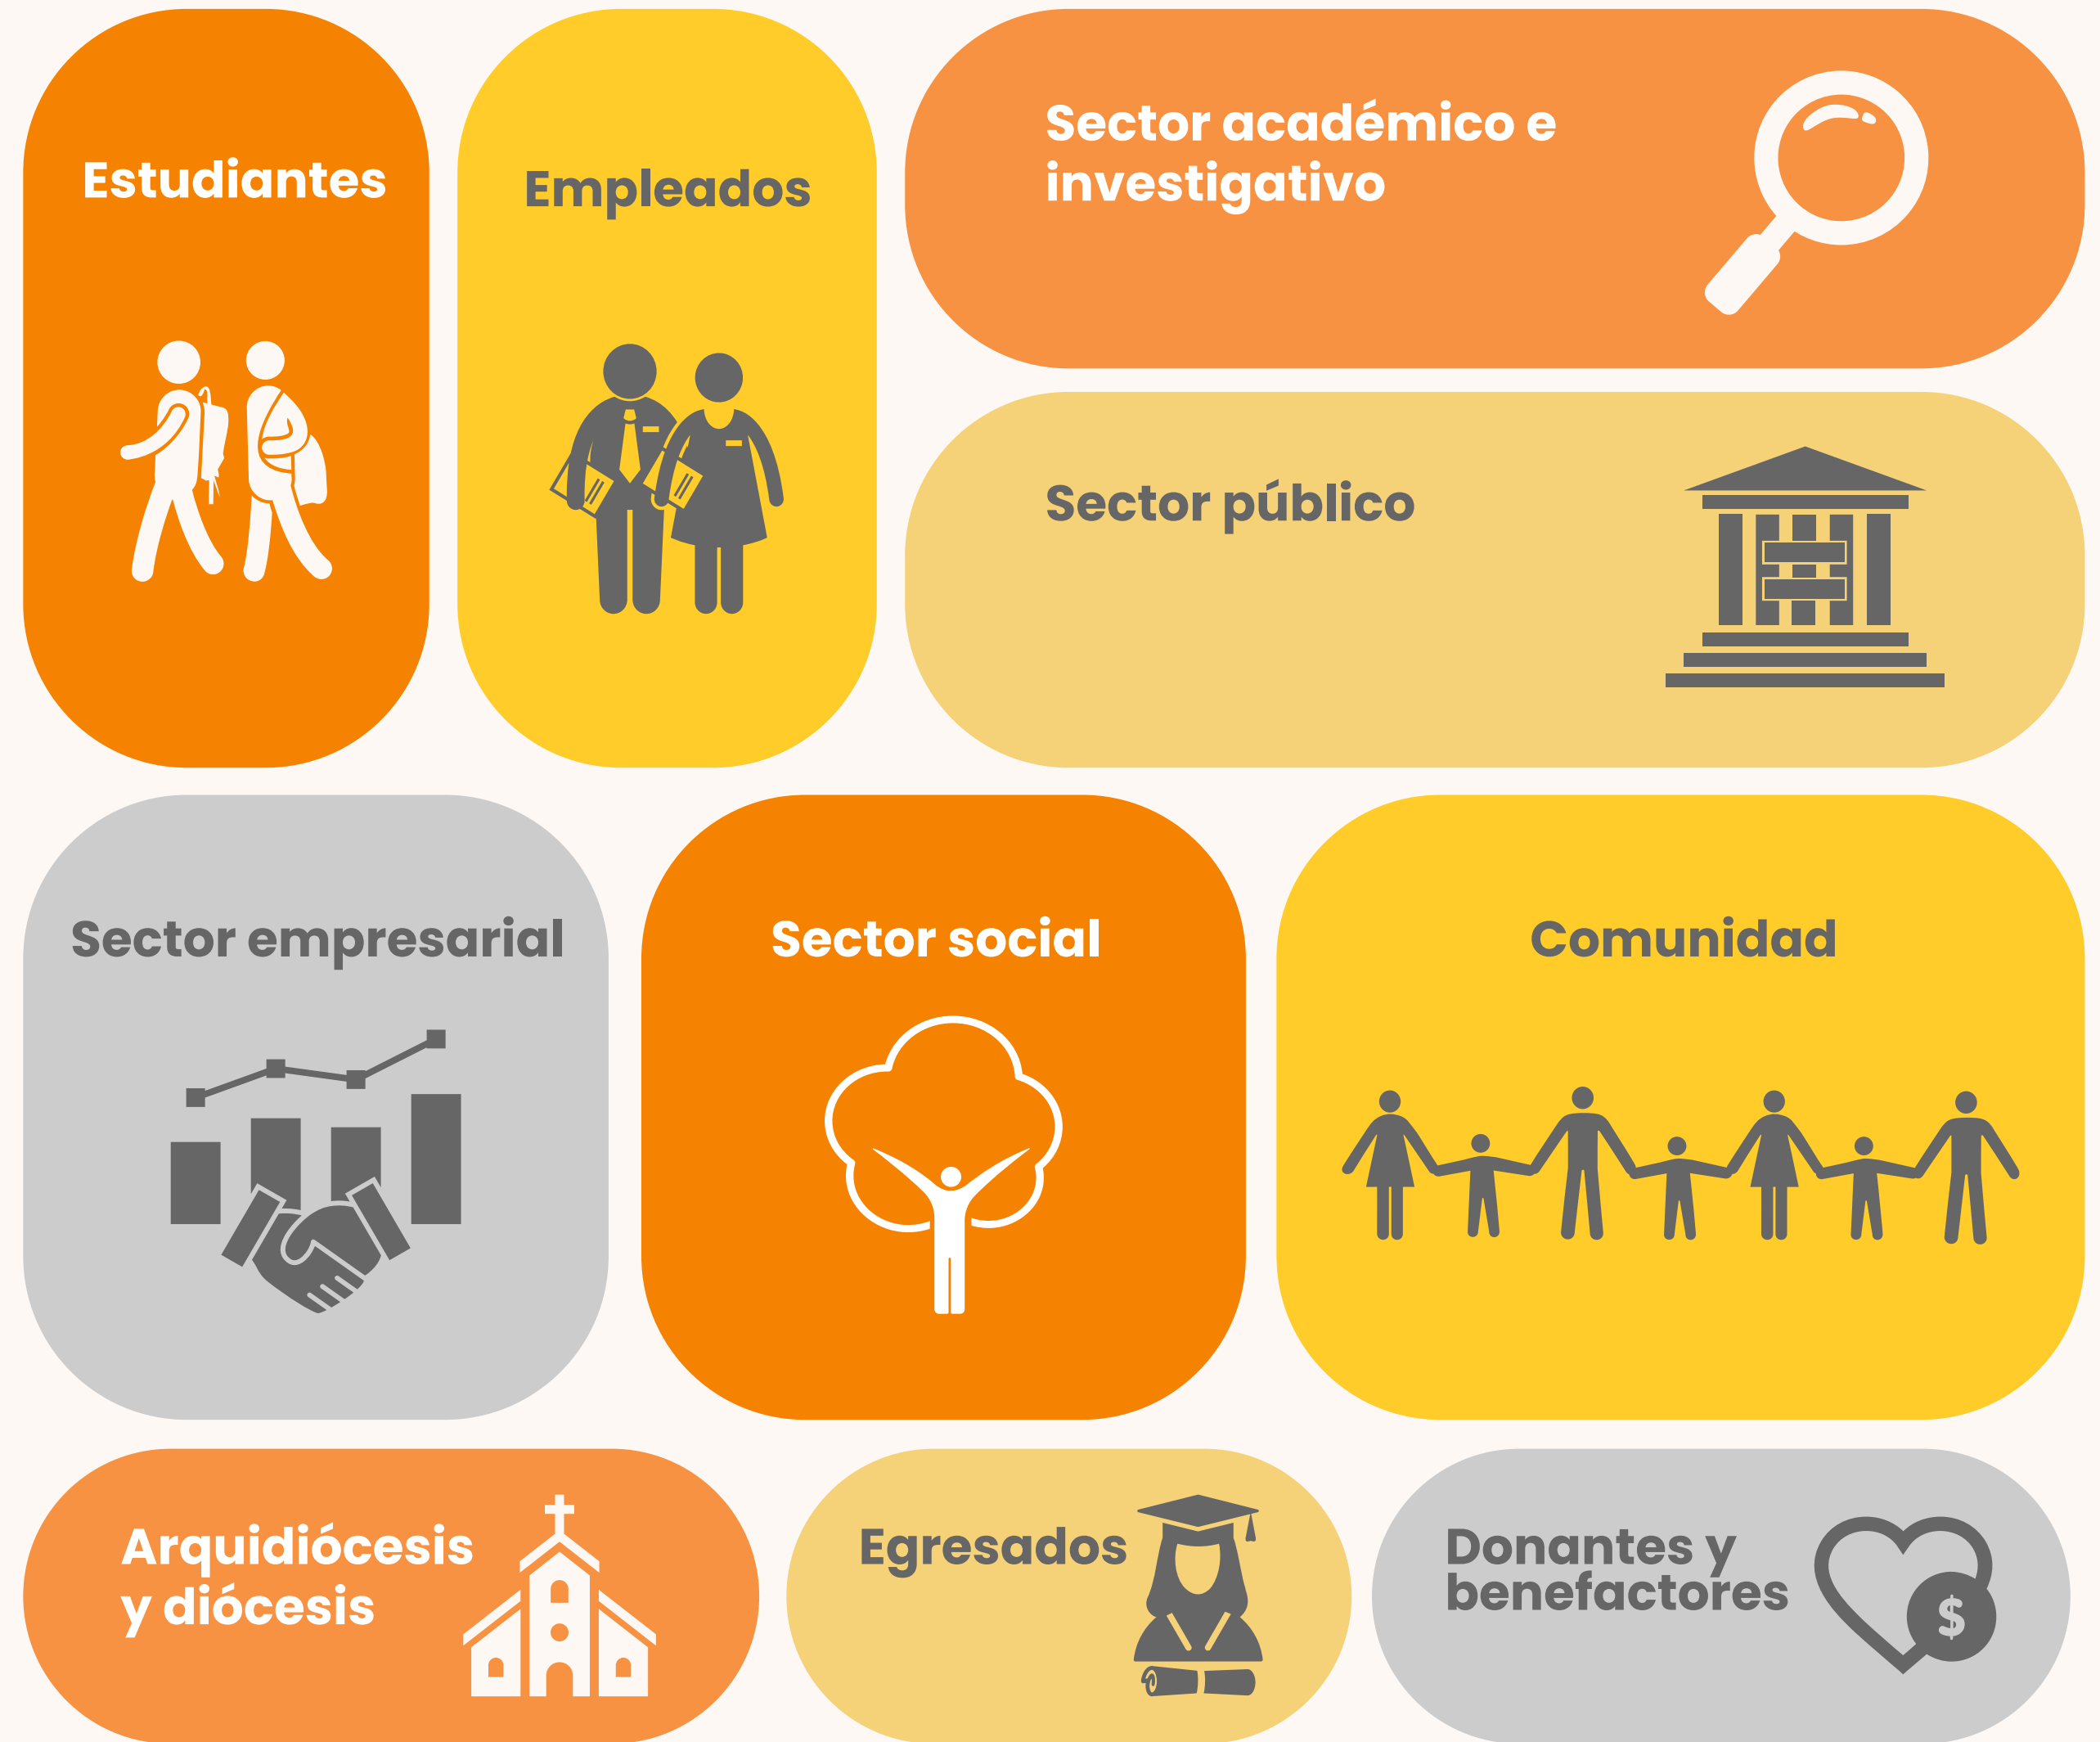 Estudiantes
Empleados
Sector académico e
investigativo
Sector público
Sector empresarial
Sector social
Comunidad
Arquidiócesis
y diócesis
Egresados
Donantes y
benefactores
$